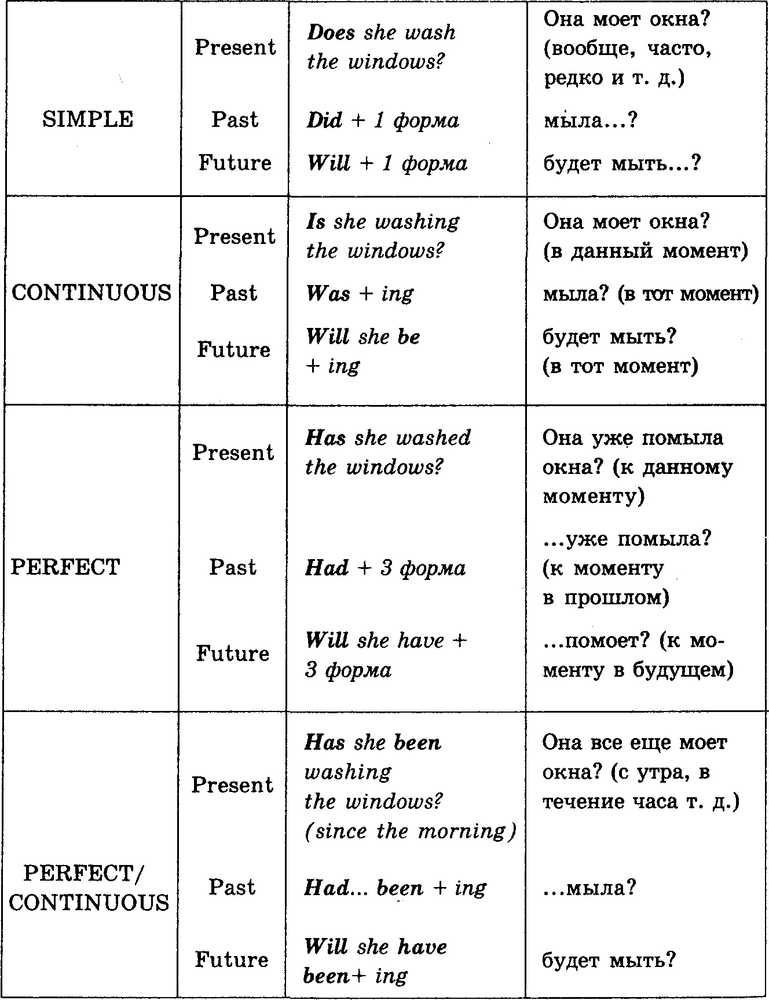 SIMPLE
Present
Does she wash
the windows?
Она моет окна?
(вообще, часто,
редко и т. д.)
Past
Did + 1 форма
мыла...?
Future
Will + 1 форма
будет мыть...?
CONTINUOUS
Present
Is she washing
the windows?
Она моет окна?
(в данный момент)
Past
Was + ing
мыла? (в тот момент)
Future
Will she be
+ ing
будет мыть?
(в тот момент)
PERFECT
Present
Has she washed
the windows?
Она уже помыла
окна? (к данному
моменту)
Past
Had + 3 форма
...уже помыла?
(к моменту
в прошлом)
Future
Will she have +
3 форма
...помоет? (к мо-
менту в будущем)
PERFECT/
CONTINUOUS
Present
Has she been
washing
the windows?
(since the morning)
Она все еще моет
окна? (с утра, в
течение часа т. д.)
Past
Had... been + ing
...мыла?
Future
Will she have
been+ ing
будет мыть?